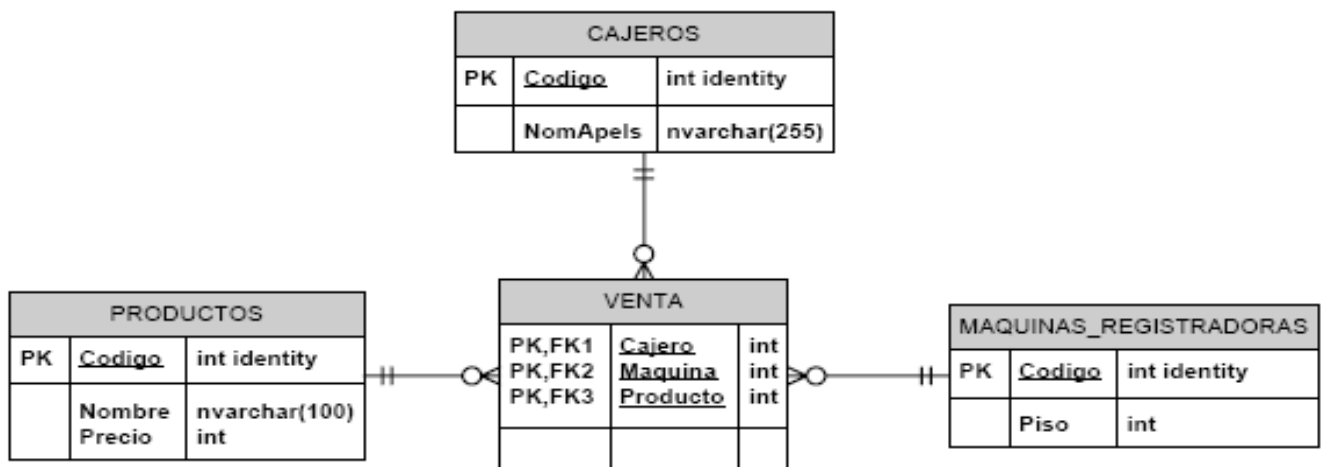 CAJEROS
PK Codigo int identity
NomApels nvarchar(255)
PRODUCTOS
PK Codigo int identity
Nombre nvarchar(100)
Precio int
VENTA
PK,FK1 Cajero int
PK,FK2 Maquina int
PK,FK3 Producto int
MAQUINAS_REGISTRADORAS
PK Codigo int identity
Piso int